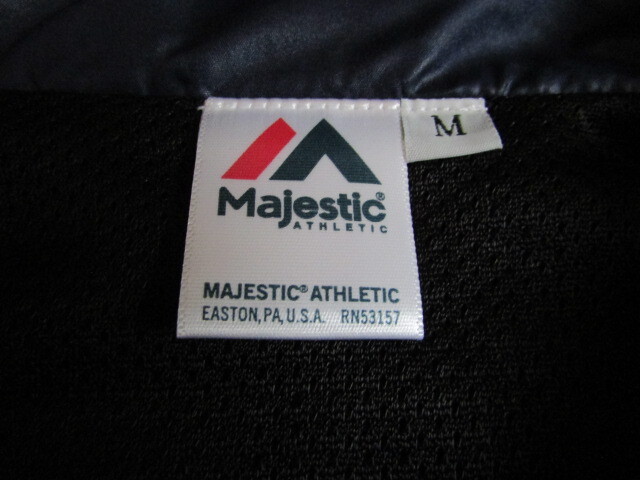 M
Majestic®
ATHLETIC
MAJESTIC® ATHLETIC
EASTON, PA, U.S.A. RN53157